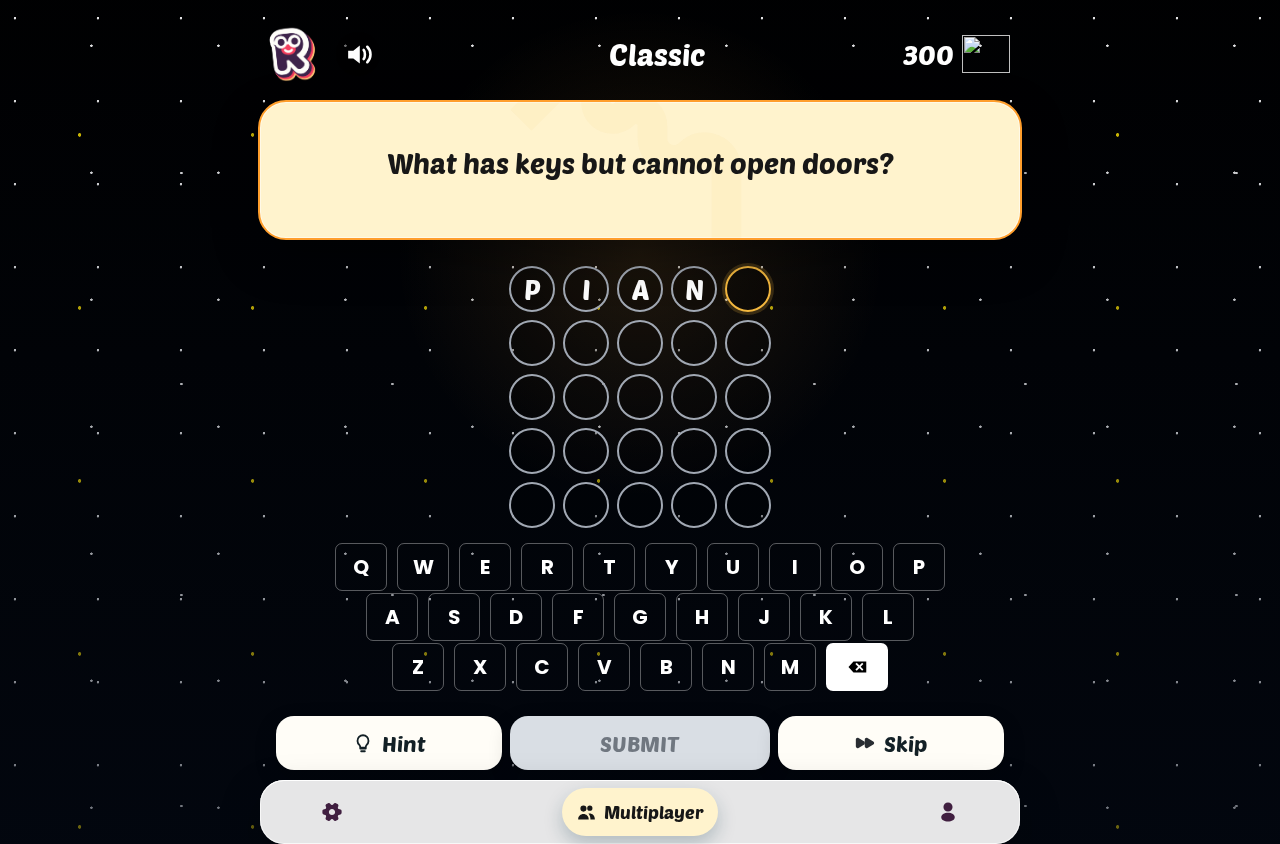 Classic
300
What has keys but cannot open doors?
P I A N
Q W E R T Y U I O P
A S D F G H J K L
Z X C V B N M
Hint SUBMIT Skip
Multiplayer